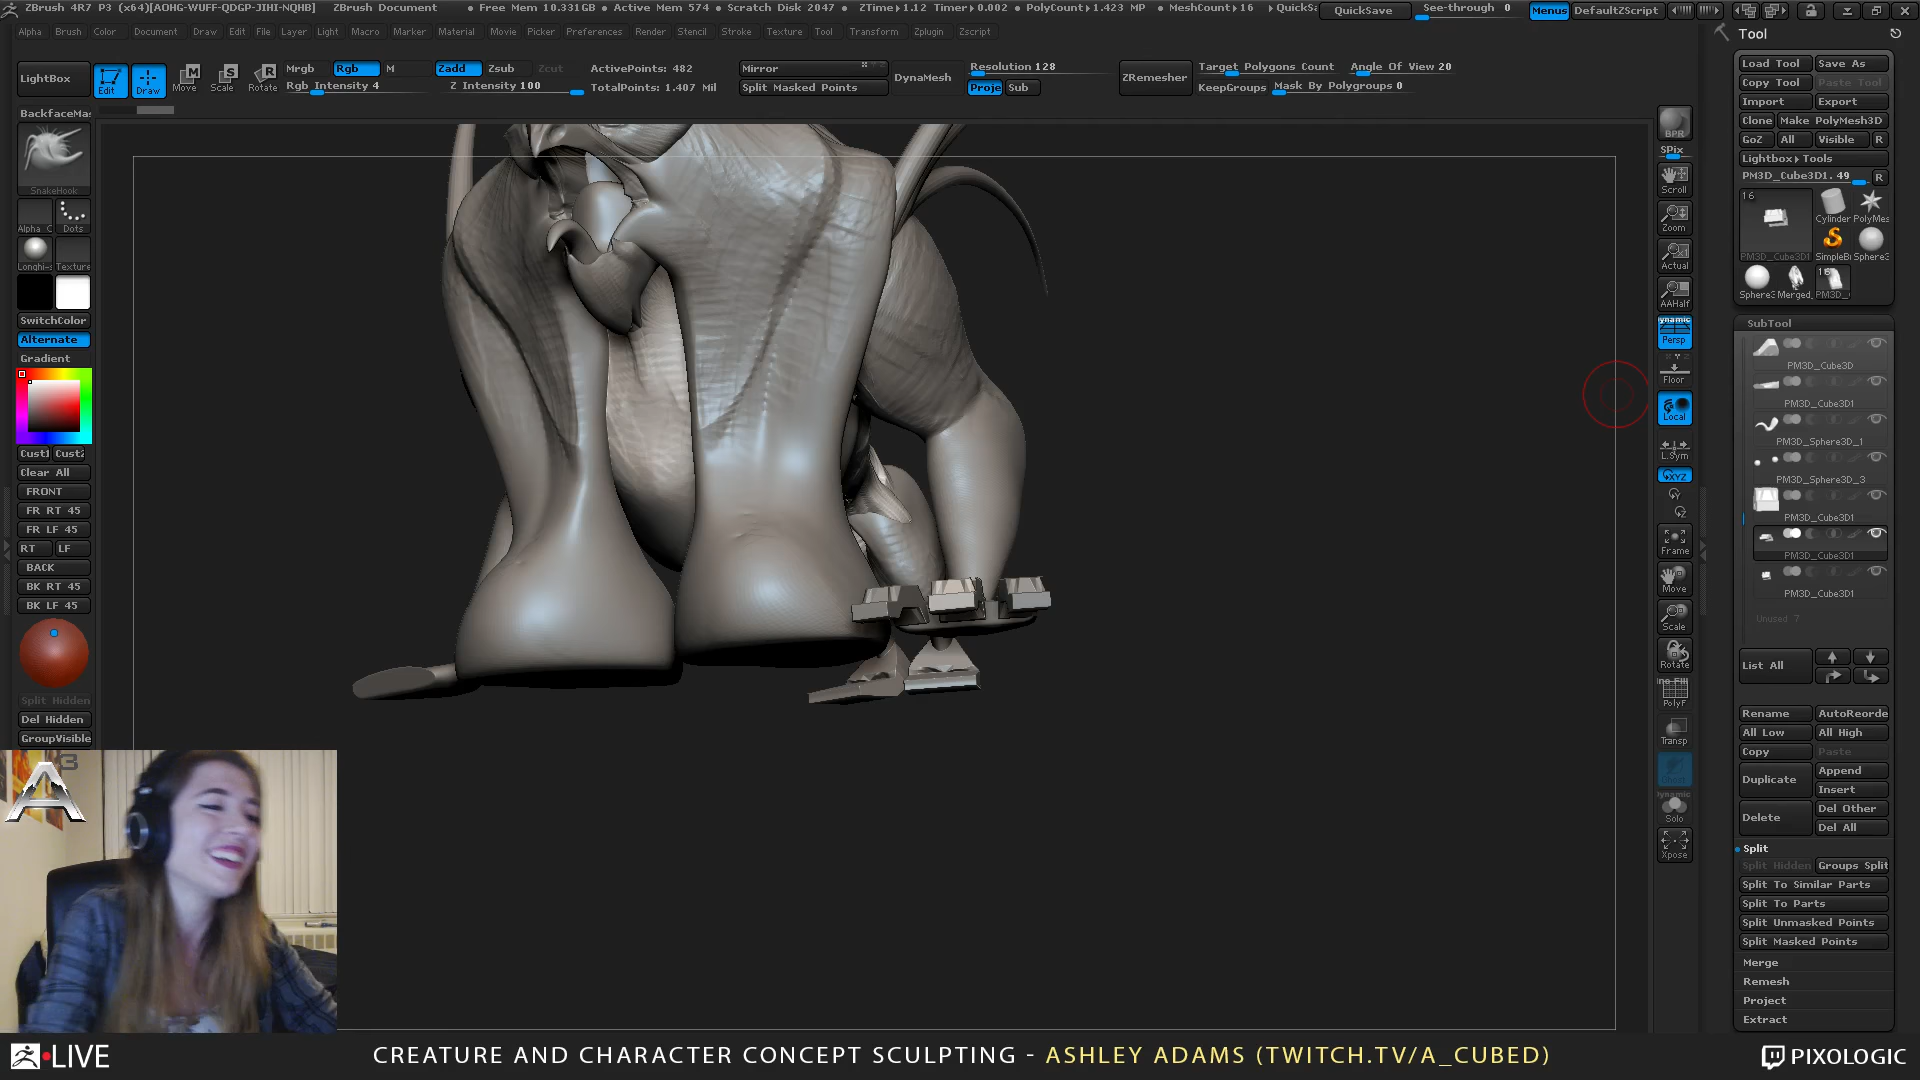 ZBrush 4R7 P3 (x64)[AOHG-WUFF-QDGP-JIHI-NQHB] ZBrush Document • Free Mem 10.331GB • Active Mem 574 • Scratch Disk 2047 • ZTime▸1.12 Timer▸0.002 • PolyCount▸1.423 MP • MeshCount▸16 QuickSave See-through 0 Menus DefaultZScript
Alpha Brush Color Document Draw Edit File Layer Light Macro Marker Material Movie Picker Preferences Render Stencil Stroke Texture Tool Transform Zplugin Zscript
LightBox Edit Draw Move Scale Rotate
Mrgb Rgb M Zadd Zsub Zcut ActivePoints: 482 Mirror
Rgb Intensity 4 Z Intensity 100 TotalPoints: 1.407 Mil Split Masked Points
DynaMesh Resolution 128 Proje Sub
ZRemesher Target Polygons Count Angle Of View 20
KeepGroups Mask By Polygroups 0
BackfaceMas
SnakeHook
Dots
Texture
SwitchColor
Alternate
Gradient
Clear All
FRONT
FR RT 45
FR LF 45
RT LF
BACK
BK RT 45
BK LF 45
Split Hidden
Del Hidden
GroupVisible
BPR
SPix
Scroll
Zoom
Actual
AAHalf
Persp
Floor
Local
L.Sym
Frame
Move
Scale
Rotate
PolyF
Transp
Ghost
Dynamic
Solo
Xpose
Tool
Load Tool Save As
Copy Tool Paste Tool
Import Export
Clone Make PolyMesh3D
GoZ All Visible R
Lightbox▸Tools
PM3D_Cube3D1. 49 R
16
Cylinder PolyMes
PM3D_Cube3D1 SimpleB Sphere3
Sphere3 Merged_ PM3D_
16
SubTool
PM3D_Cube3D
PM3D_Cube3D1
PM3D_Sphere3D_1
PM3D_Sphere3D_3
PM3D_Cube3D1
PM3D_Cube3D1
PM3D_Cube3D1
Unused 7
List All
Rename AutoReorde
All Low All High
Copy Paste
Duplicate Append
Insert
Delete Del Other
Del All
Split
Split Hidden Groups Split
Split To Similar Parts
Split To Parts
Split Unmasked Points
Split Masked Points
Merge
Remesh
Project
Extract
LIVE
CREATURE AND CHARACTER CONCEPT SCULPTING - ASHLEY ADAMS (TWITCH.TV/A_CUBED)
PIXOLOGIC